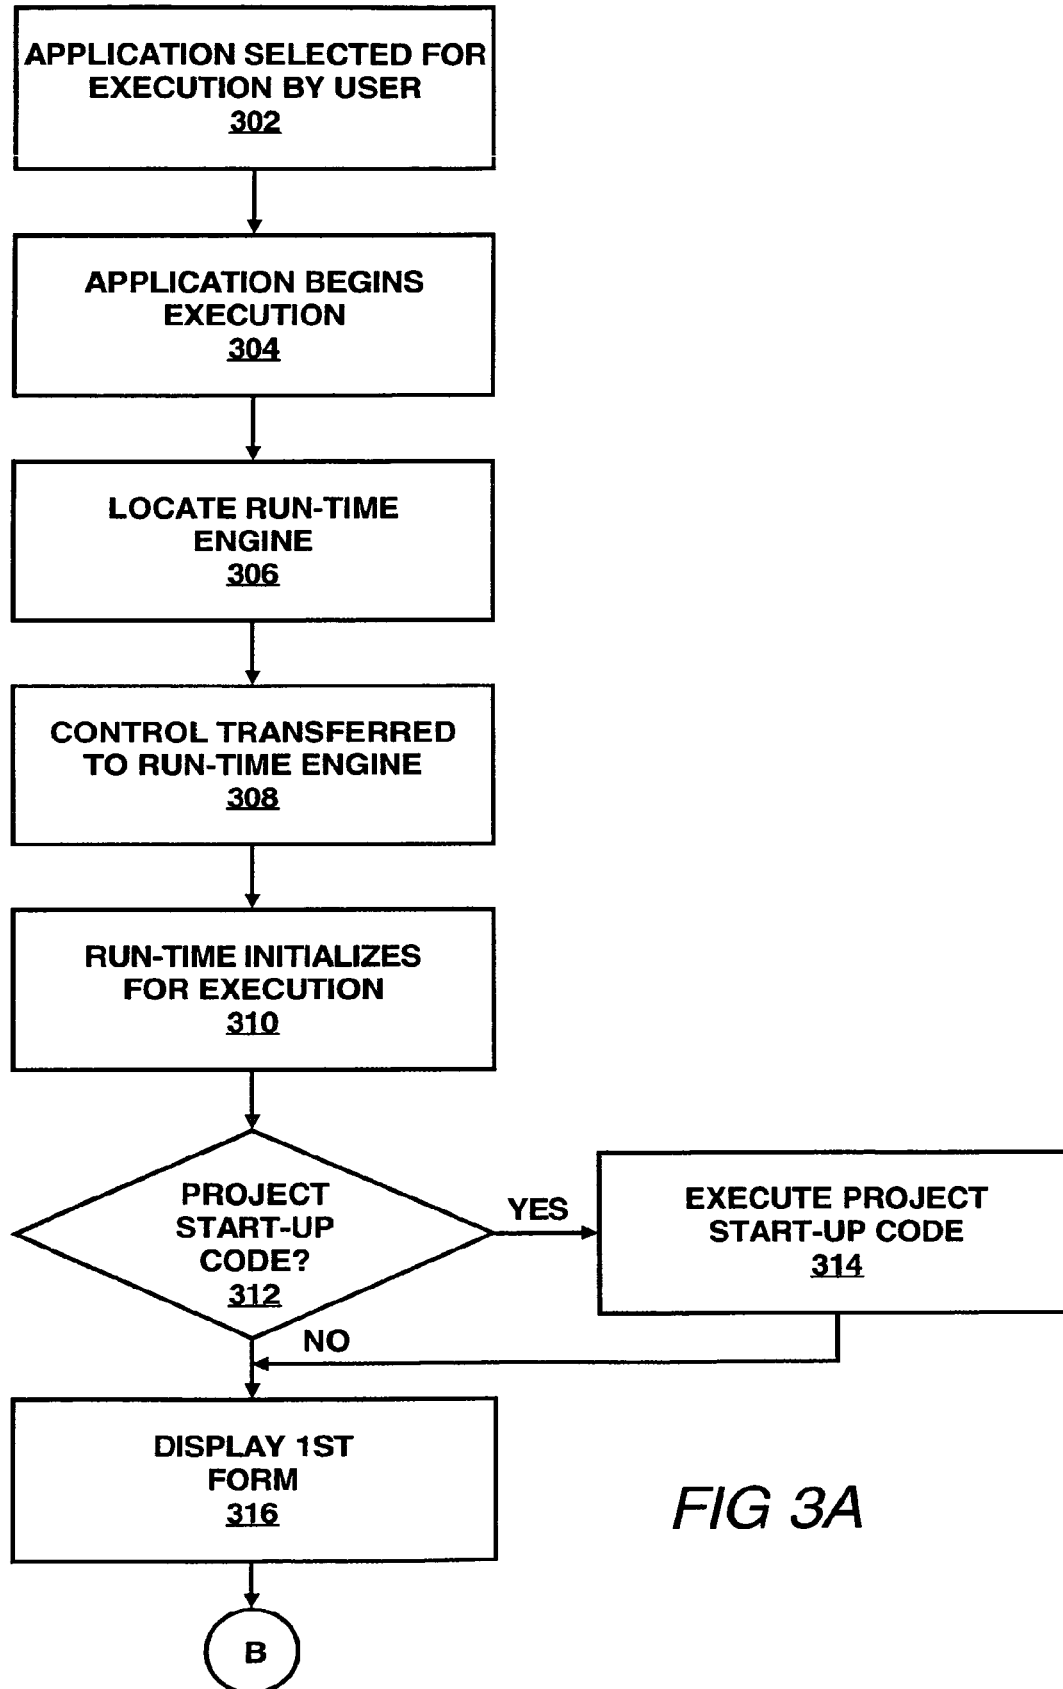 APPLICATION SELECTED FOR
EXECUTION BY USER
302
APPLICATION BEGINS
EXECUTION
304
LOCATE RUN-TIME
ENGINE
306
CONTROL TRANSFERRED
TO RUN-TIME ENGINE
308
RUN-TIME INITIALIZES
FOR EXECUTION
310
PROJECT
START-UP
CODE?
312
YES
EXECUTE PROJECT
START-UP CODE
314
NO
DISPLAY 1ST
FORM
316
FIG 3A
B